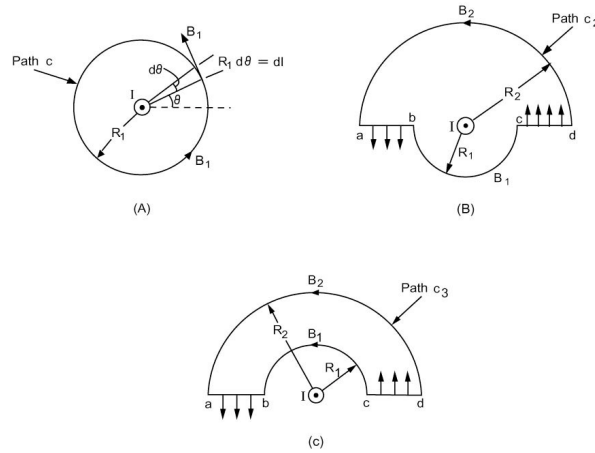 Path c
B₁
R₁ dθ = dl
dθ
θ
I
R₁
B₁
(A)
B₂
Path c₂
R₂
I
a
b
c
d
R₁
B₁
(B)
B₂
Path c₃
R₂
B₁
R₁
I
a
b
c
d
(c)